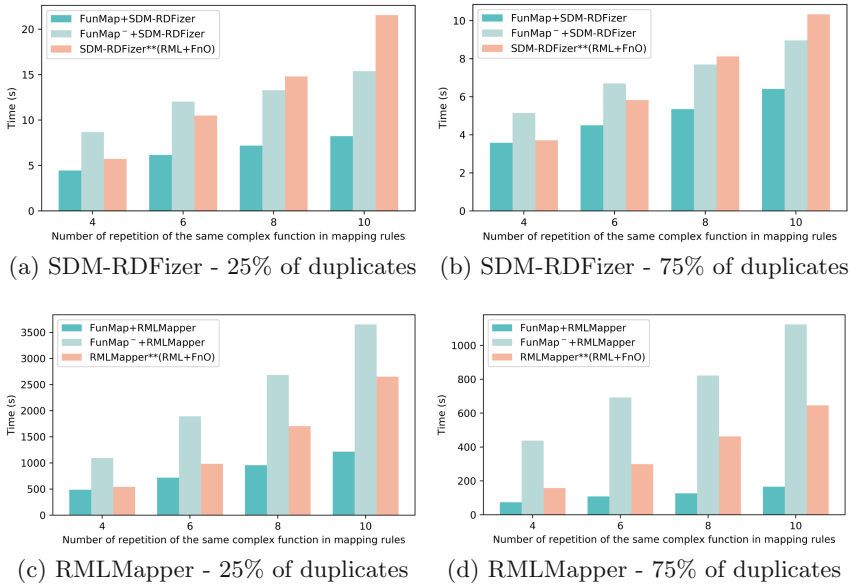 FunMap+SDM-RDFizer
FunMap⁻+SDM-RDFizer
SDM-RDFizer**(RML+FnO)
Time (s)
20
15
10
5
0
4 6 8 10
Number of repetition of the same complex function in mapping rules
(a) SDM-RDFizer - 25% of duplicates
FunMap+SDM-RDFizer
FunMap⁻+SDM-RDFizer
SDM-RDFizer**(RML+FnO)
Time (s)
10
8
6
4
2
0
4 6 8 10
Number of repetition of the same complex function in mapping rules
(b) SDM-RDFizer - 75% of duplicates
FunMap+RMLMapper
FunMap⁻+RMLMapper
RMLMapper**(RML+FnO)
Time (s)
3500
3000
2500
2000
1500
1000
500
0
4 6 8 10
Number of repetition of the same complex function in mapping rules
(c) RMLMapper - 25% of duplicates
FunMap+RMLMapper
FunMap⁻+RMLMapper
RMLMapper**(RML+FnO)
Time (s)
1000
800
600
400
200
0
4 6 8 10
Number of repetition of the same complex function in mapping rules
(d) RMLMapper - 75% of duplicates